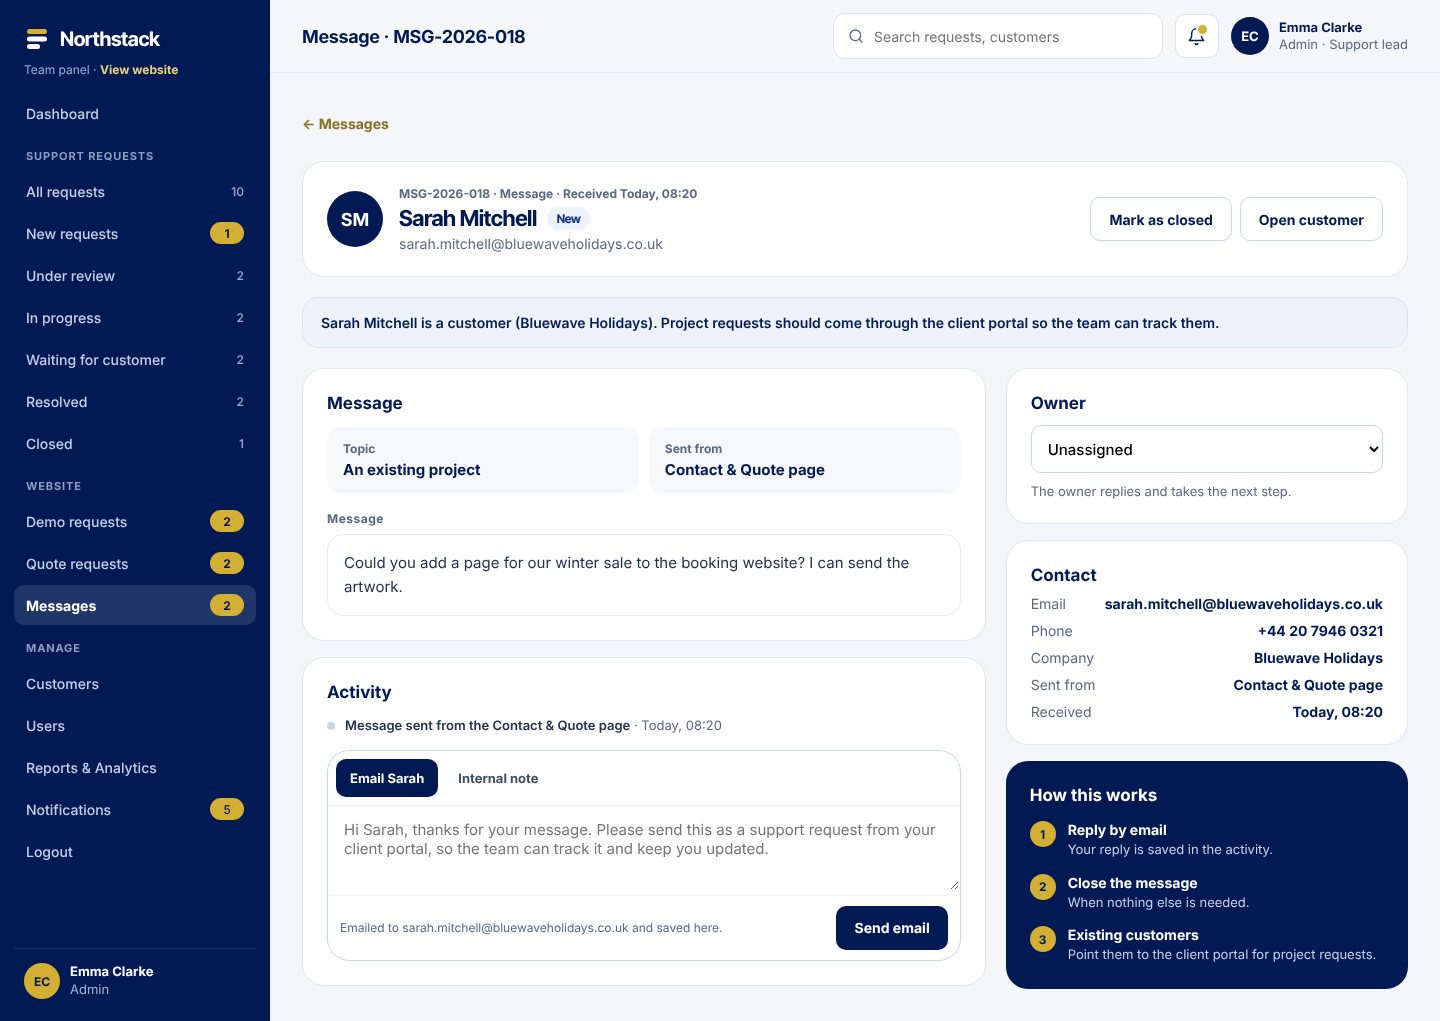 Northstack
Team panel · View website
Dashboard
SUPPORT REQUESTS
All requests 10
New requests 1
Under review 2
In progress 2
Waiting for customer 2
Resolved 2
Closed 1
WEBSITE
Demo requests 2
Quote requests 2
Messages 2
MANAGE
Customers
Users
Reports & Analytics
Notifications 5
Logout
EC
Emma Clarke
Admin
Message · MSG-2026-018
Search requests, customers
EC
Emma Clarke
Admin · Support lead
← Messages
SM
MSG-2026-018 · Message · Received Today, 08:20
Sarah Mitchell New
sarah.mitchell@bluewaveholidays.co.uk
Mark as closed
Open customer
Sarah Mitchell is a customer (Bluewave Holidays). Project requests should come through the client portal so the team can track them.
Message
Topic
An existing project
Sent from
Contact & Quote page
Message
Could you add a page for our winter sale to the booking website? I can send the
artwork.
Activity
Message sent from the Contact & Quote page · Today, 08:20
Email Sarah
Internal note
Hi Sarah, thanks for your message. Please send this as a support request from your
client portal, so the team can track it and keep you updated.
Emailed to sarah.mitchell@bluewaveholidays.co.uk and saved here.
Send email
Owner
Unassigned
The owner replies and takes the next step.
Contact
Email sarah.mitchell@bluewaveholidays.co.uk
Phone +44 20 7946 0321
Company Bluewave Holidays
Sent from Contact & Quote page
Received Today, 08:20
How this works
1 Reply by email
Your reply is saved in the activity.
2 Close the message
When nothing else is needed.
3 Existing customers
Point them to the client portal for project requests.